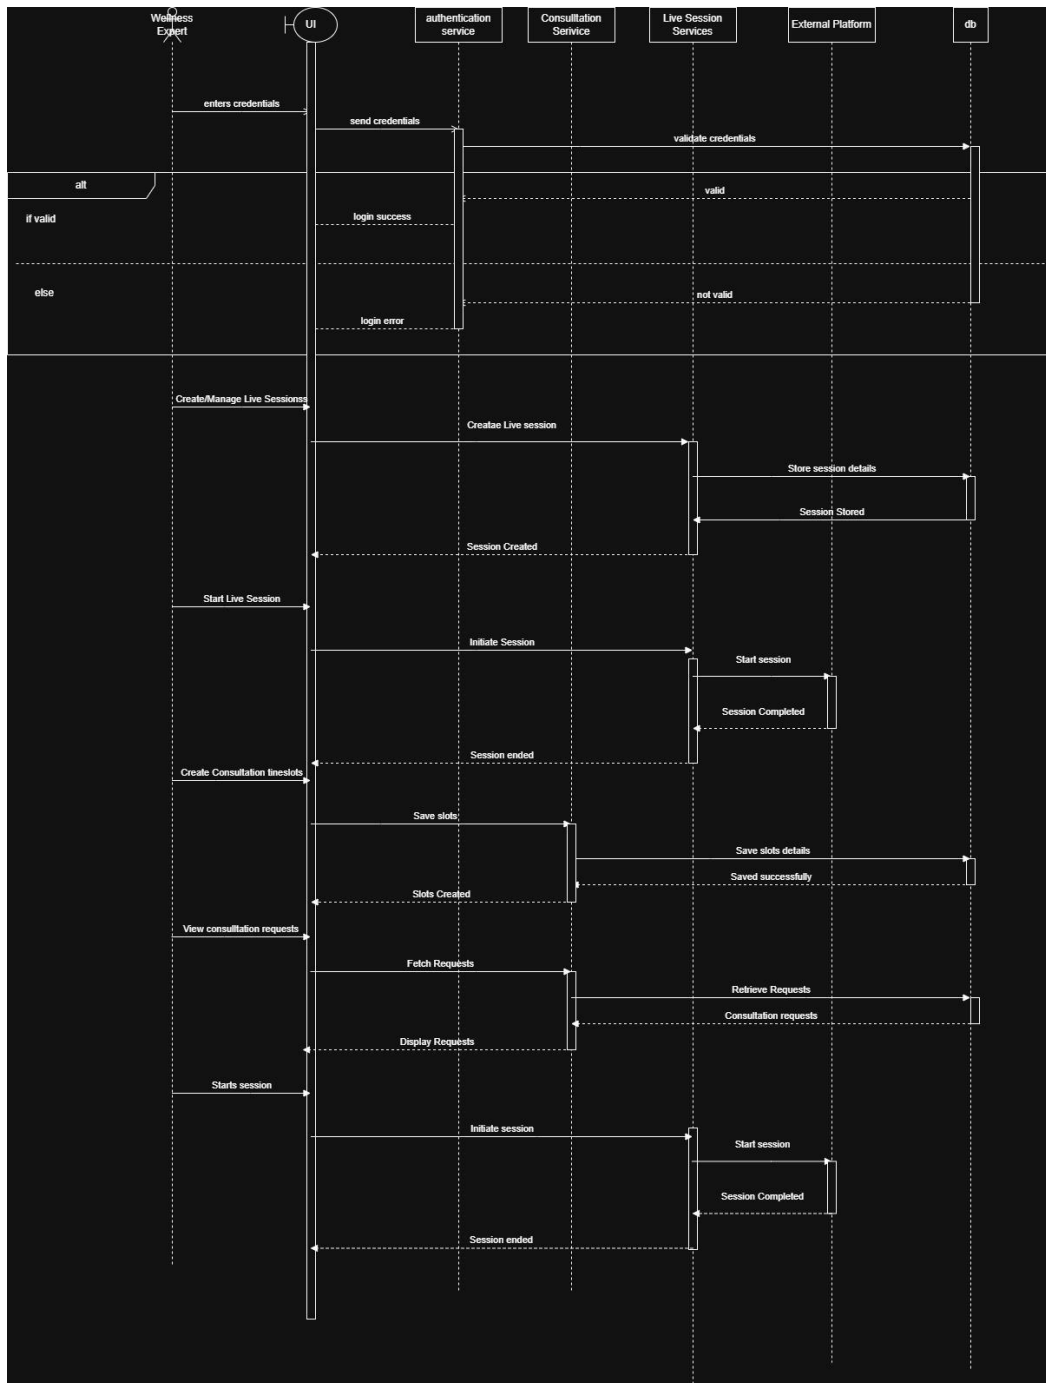 Wellness
Expert
UI
authentication
service
Consulltation
Serivice
Live Session
Services
External Platform
db
enters credentials
send credentials
validate credentials
alt
valid
if valid
login success
else
not valid
login error
Create/Manage Live Sessionss
Creatae Live session
Store session details
Session Stored
Session Created
Start Live Session
Initiate Session
Start session
Session Completed
Session ended
Create Consultation tineslots
Save slots
Save slots details
Saved successfully
Slots Created
View consulltation requests
Fetch Requests
Retrieve Requests
Consultation requests
Display Requests
Starts session
Initiate session
Start session
Session Completed
Session ended